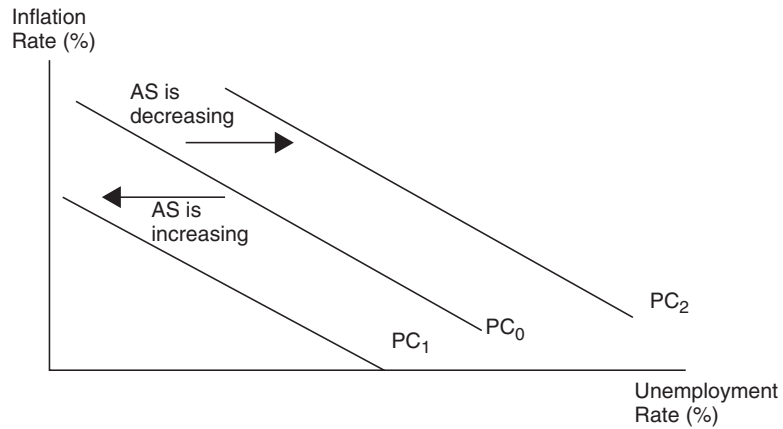 Inflation
Rate (%)
AS is
decreasing
AS is
increasing
PC2
PC0
PC1
Unemployment
Rate (%)